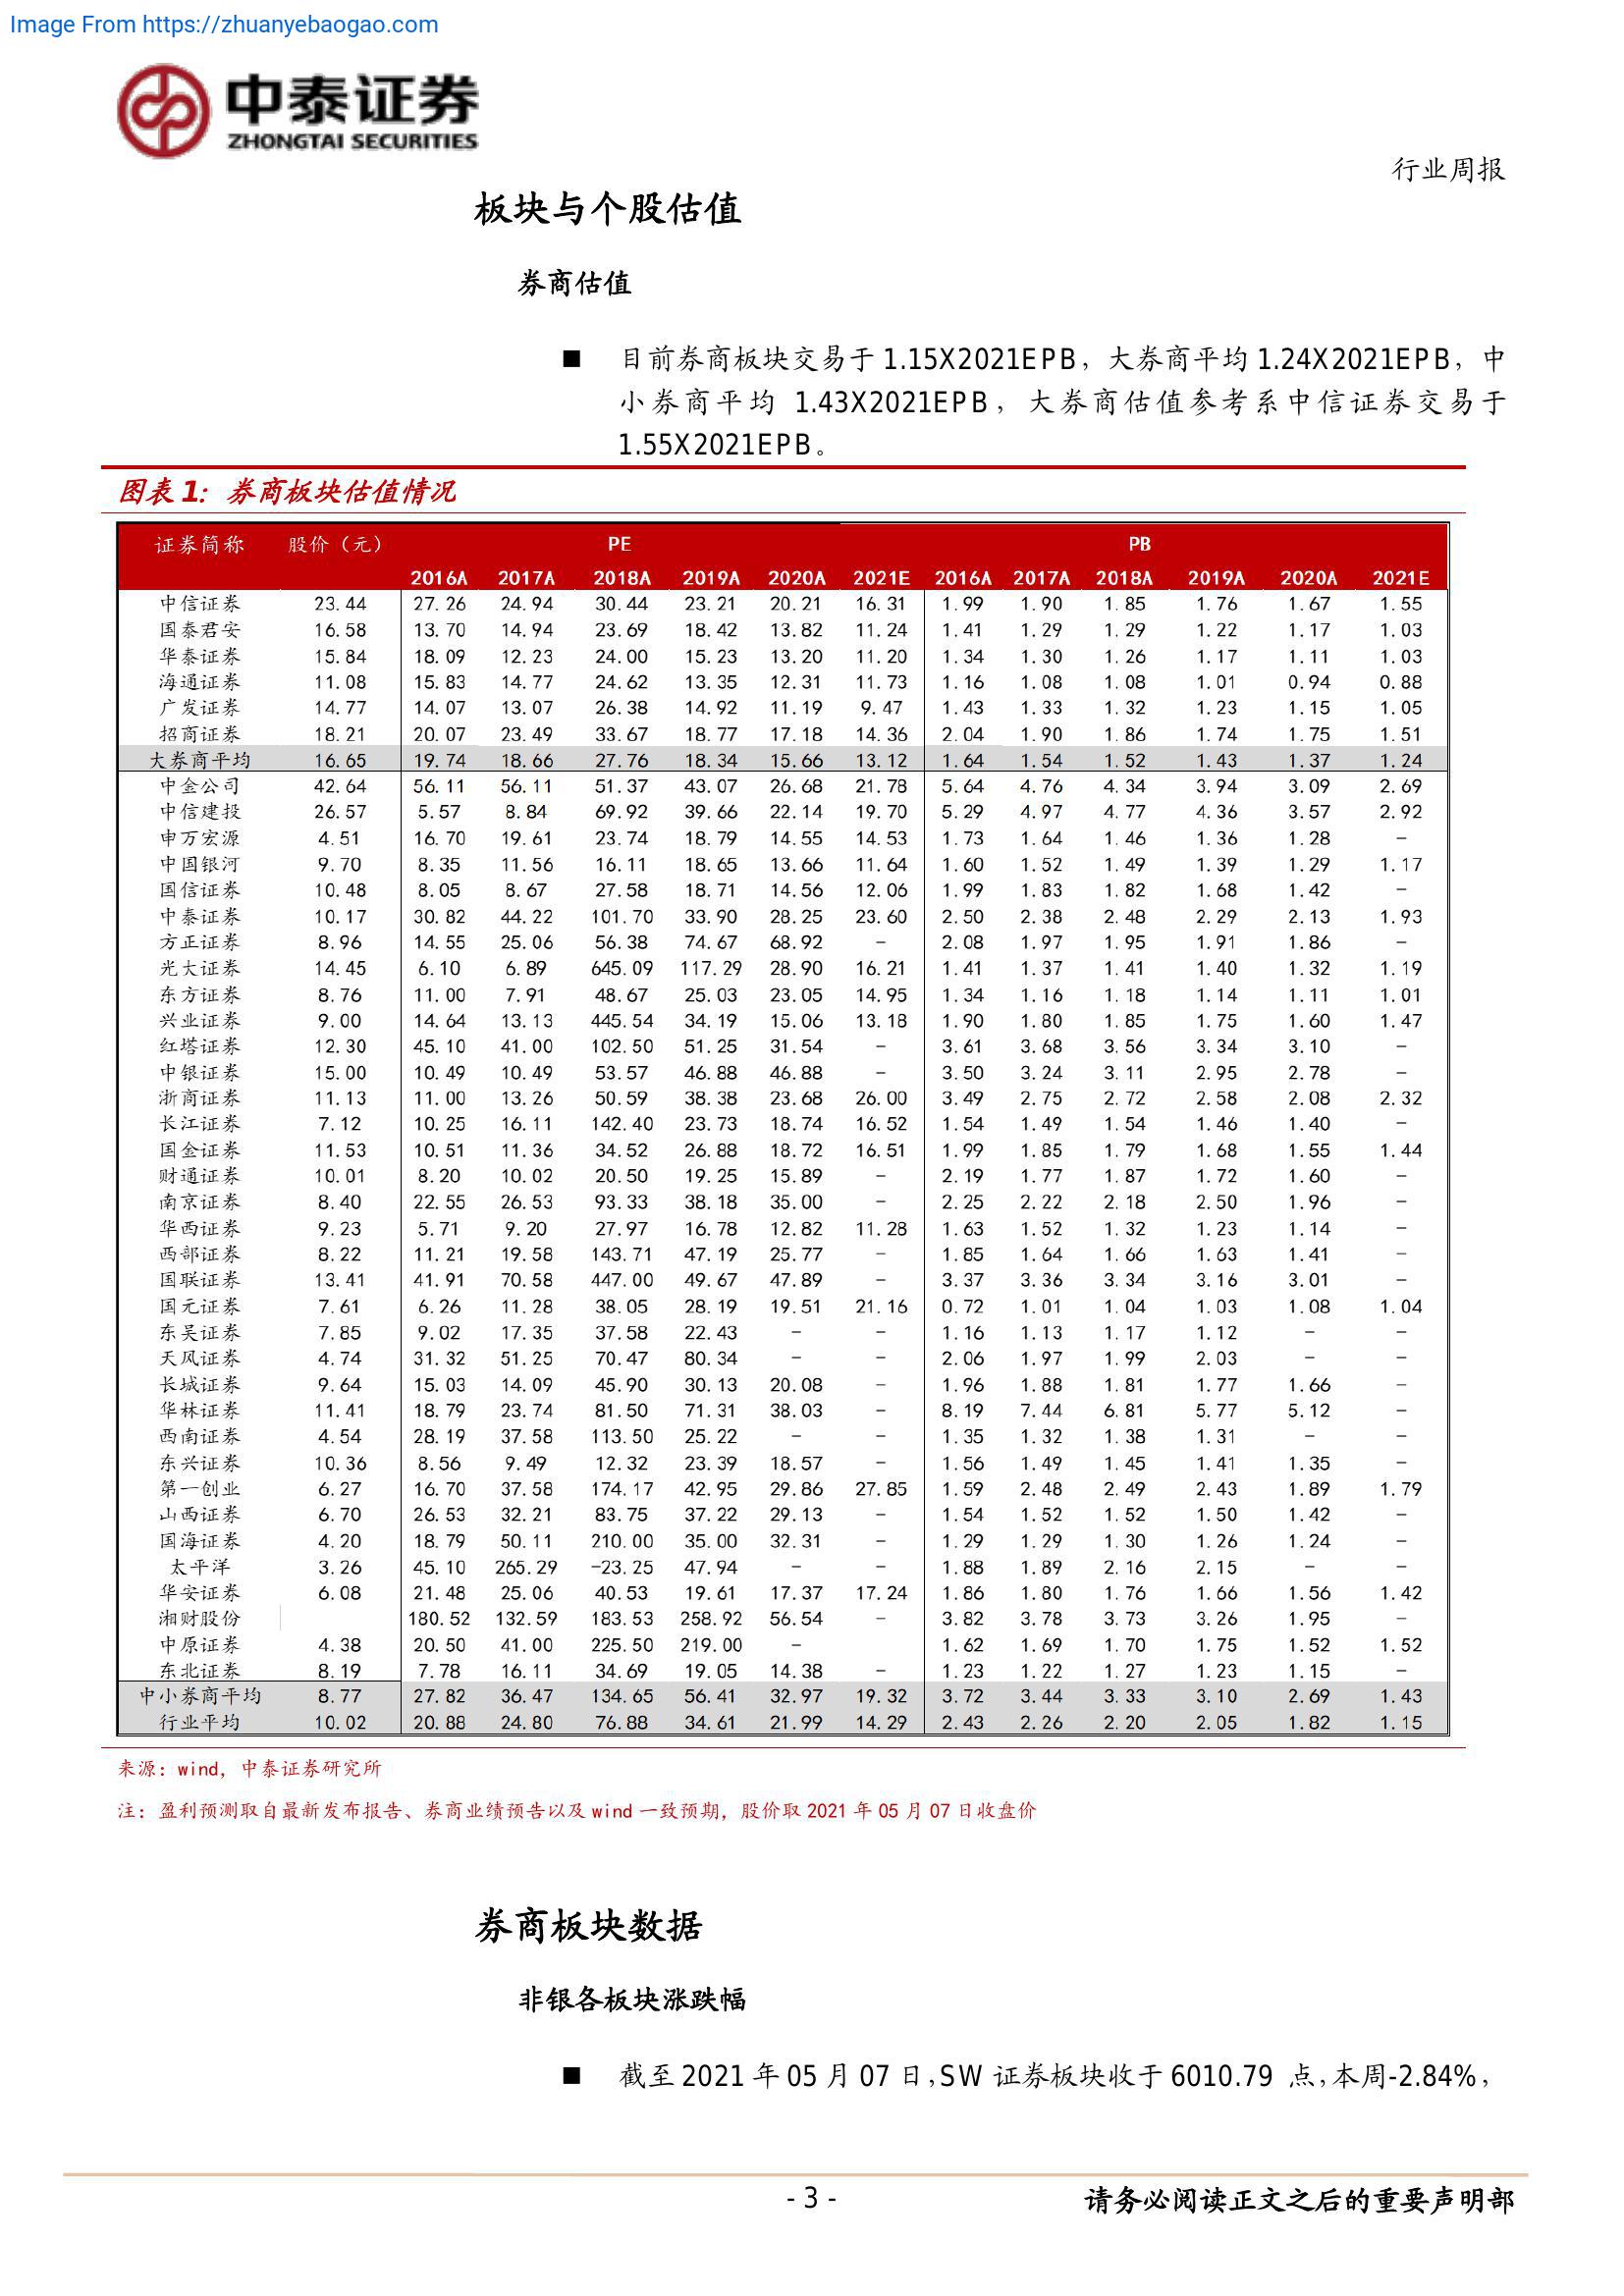 Image From https://zhuanyebaogao.com
中泰证券
ZHONGTAI SECURITIES
行业周报
板块与个股估值
券商估值
■ 目前券商板块交易于 1.15X2021EPB，大券商平均 1.24X2021EPB，中
小券商平均 1.43X2021EPB，大券商估值参考系中信证券交易于
1.55X2021EPB。
图表 1：券商板块估值情况
证券简称 股价（元） PE PB
2016A 2017A 2018A 2019A 2020A 2021E 2016A 2017A 2018A 2019A 2020A 2021E
中信证券 23.44 27.26 24.94 30.44 23.21 20.21 16.31 1.99 1.90 1.85 1.76 1.67 1.55
国泰君安 16.58 13.70 14.94 23.69 18.42 13.82 11.24 1.41 1.29 1.29 1.22 1.17 1.03
华泰证券 15.84 18.09 12.23 24.00 15.23 13.20 11.20 1.34 1.30 1.26 1.17 1.11 1.03
海通证券 11.08 15.83 14.77 24.62 13.35 12.31 11.73 1.16 1.08 1.08 1.01 0.94 0.88
广发证券 14.77 14.07 13.07 26.38 14.92 11.19 9.47 1.43 1.33 1.32 1.23 1.15 1.05
招商证券 18.21 20.07 23.49 33.67 18.77 17.18 14.36 2.04 1.90 1.86 1.74 1.75 1.51
大券商平均 16.65 19.74 18.66 27.76 18.34 15.66 13.12 1.64 1.54 1.52 1.43 1.37 1.24
中金公司 42.64 56.11 56.11 51.37 43.07 26.68 21.78 5.64 4.76 4.34 3.94 3.09 2.69
中信建投 26.57 5.57 8.84 69.92 39.66 22.14 19.70 5.29 4.97 4.77 4.36 3.57 2.92
申万宏源 4.51 16.70 19.61 23.74 18.79 14.55 14.53 1.73 1.64 1.46 1.36 1.28 -
中国银河 9.70 8.35 11.56 16.11 18.65 13.66 11.64 1.60 1.52 1.49 1.39 1.29 1.17
国信证券 10.48 8.05 8.67 27.58 18.71 14.56 12.06 1.99 1.83 1.82 1.68 1.42 -
中泰证券 10.17 30.82 44.22 101.70 33.90 28.25 23.60 2.50 2.38 2.48 2.29 2.13 1.93
方正证券 8.96 14.55 25.06 56.38 74.67 68.92 - 2.08 1.97 1.95 1.91 1.86 -
光大证券 14.45 6.10 6.89 645.09 117.29 28.90 16.21 1.41 1.37 1.41 1.40 1.32 1.19
东方证券 8.76 11.00 7.91 48.67 25.03 23.05 14.95 1.34 1.16 1.18 1.14 1.11 1.01
兴业证券 9.00 14.64 13.13 445.54 34.19 15.06 13.18 1.90 1.80 1.85 1.75 1.60 1.47
红塔证券 12.30 45.10 41.00 102.50 51.25 31.54 - 3.61 3.68 3.56 3.34 3.10 -
中银证券 15.00 10.49 10.49 53.57 46.88 46.88 - 3.50 3.24 3.11 2.95 2.78 -
浙商证券 11.13 11.00 13.26 50.59 38.38 23.68 26.00 3.49 2.75 2.72 2.58 2.08 2.32
长江证券 7.12 10.25 16.11 142.40 23.73 18.74 16.52 1.54 1.49 1.54 1.46 1.40 -
国金证券 11.53 10.51 11.36 34.52 26.88 18.72 16.51 1.99 1.85 1.79 1.68 1.55 1.44
财通证券 10.01 8.20 10.02 20.50 19.25 15.89 - 2.19 1.77 1.87 1.72 1.60 -
南京证券 8.40 22.55 26.53 93.33 38.18 35.00 - 2.25 2.22 2.18 2.50 1.96 -
华西证券 9.23 5.71 9.20 27.97 16.78 12.82 11.28 1.63 1.52 1.32 1.23 1.14 -
西部证券 8.22 11.21 19.58 143.71 47.19 25.77 - 1.85 1.64 1.66 1.63 1.41 -
国联证券 13.41 41.91 70.58 447.00 49.67 47.89 - 3.37 3.36 3.34 3.16 3.01 -
国元证券 7.61 6.26 11.28 38.05 28.19 19.51 21.16 0.72 1.01 1.04 1.03 1.08 1.04
东吴证券 7.85 9.02 17.35 37.58 22.43 - - 1.16 1.13 1.17 1.12 - -
天风证券 4.74 31.32 51.25 70.47 80.34 - - 2.06 1.97 1.99 2.03 - -
长城证券 9.64 15.03 14.09 45.90 30.13 20.08 - 1.96 1.88 1.81 1.77 1.66 -
华林证券 11.41 18.79 23.74 81.50 71.31 38.03 - 8.19 7.44 6.81 5.77 5.12 -
西南证券 4.54 28.19 37.58 113.50 25.22 - - 1.35 1.32 1.38 1.31 - -
东兴证券 10.36 8.56 9.49 12.32 23.39 18.57 - 1.56 1.49 1.45 1.41 1.35 -
第一创业 6.27 16.70 37.58 174.17 42.95 29.86 27.85 1.59 2.48 2.49 2.43 1.89 1.79
山西证券 6.70 26.53 32.21 83.75 37.22 29.13 - 1.54 1.52 1.52 1.50 1.42 -
国海证券 4.20 18.79 50.11 210.00 35.00 32.31 - 1.29 1.29 1.30 1.26 1.24 -
太平洋 3.26 45.10 265.29 -23.25 47.94 - - 1.88 1.89 2.16 2.15 - -
华安证券 6.08 21.48 25.06 40.53 19.61 17.37 17.24 1.86 1.80 1.76 1.66 1.56 1.42
湘财股份 180.52 132.59 183.53 258.92 56.54 - 3.82 3.78 3.73 3.26 1.95 -
中原证券 4.38 20.50 41.00 225.50 219.00 - 1.62 1.69 1.70 1.75 1.52 1.52
东北证券 8.19 7.78 16.11 34.69 19.05 14.38 - 1.23 1.22 1.27 1.23 1.15 -
中小券商平均 8.77 27.82 36.47 134.65 56.41 32.97 19.32 3.72 3.44 3.33 3.10 2.69 1.43
行业平均 10.02 20.88 24.80 76.88 34.61 21.99 14.29 2.43 2.26 2.20 2.05 1.82 1.15
来源：wind，中泰证券研究所
注：盈利预测取自最新发布报告、券商业绩预告以及 wind 一致预期，股价取 2021 年 05 月 07 日收盘价
券商板块数据
非银各板块涨跌幅
■ 截至 2021 年 05 月 07 日，SW 证券板块收于 6010.79 点，本周-2.84%，
- 3 -
请务必阅读正文之后的重要声明部